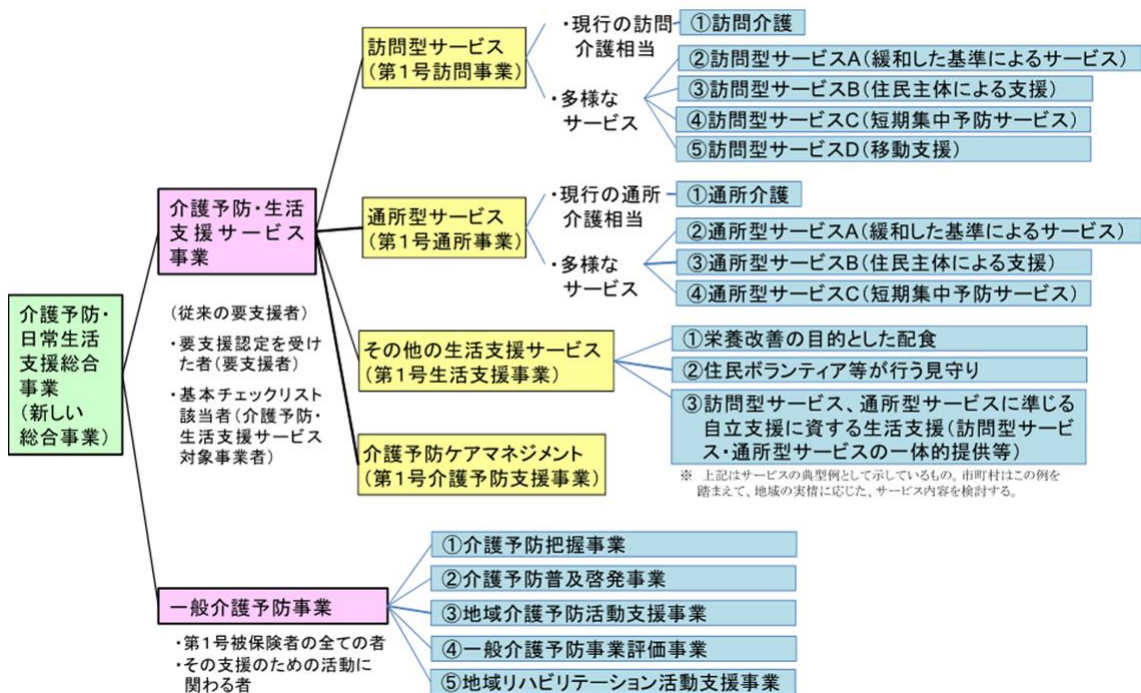 介護予防・
日常生活
支援総合
事業
(新しい
総合事業)
介護予防・生活
支援サービス
事業
(従来の要支援者)
・要支援認定を受け
た者(要支援者)
・基本チェックリスト
該当者(介護予防・
生活支援サービス
対象事業者)
訪問型サービス
(第1号訪問事業)
・現行の訪問
介護相当
①訪問介護
・多様な
サービス
②訪問型サービスA(緩和した基準によるサービス)
③訪問型サービスB(住民主体による支援)
④訪問型サービスC(短期集中予防サービス)
⑤訪問型サービスD(移動支援)
通所型サービス
(第1号通所事業)
・現行の通所
介護相当
①通所介護
・多様な
サービス
②通所型サービスA(緩和した基準によるサービス)
③通所型サービスB(住民主体による支援)
④通所型サービスC(短期集中予防サービス)
その他の生活支援サービス
(第1号生活支援事業)
①栄養改善の目的とした配食
②住民ボランティア等が行う見守り
③訪問型サービス、通所型サービスに準じる
自立支援に資する生活支援(訪問型サービ
ス・通所型サービスの一体的提供等)
※ 上記はサービスの典型例として示しているもの。市町村はこの例を
踏まえて、地域の実情に応じた、サービス内容を検討する。
介護予防ケアマネジメント
(第1号介護予防支援事業)
一般介護予防事業
・第1号被保険者の全ての者
・その支援のための活動に
関わる者
①介護予防把握事業
②介護予防普及啓発事業
③地域介護予防活動支援事業
④一般介護予防事業評価事業
⑤地域リハビリテーション活動支援事業